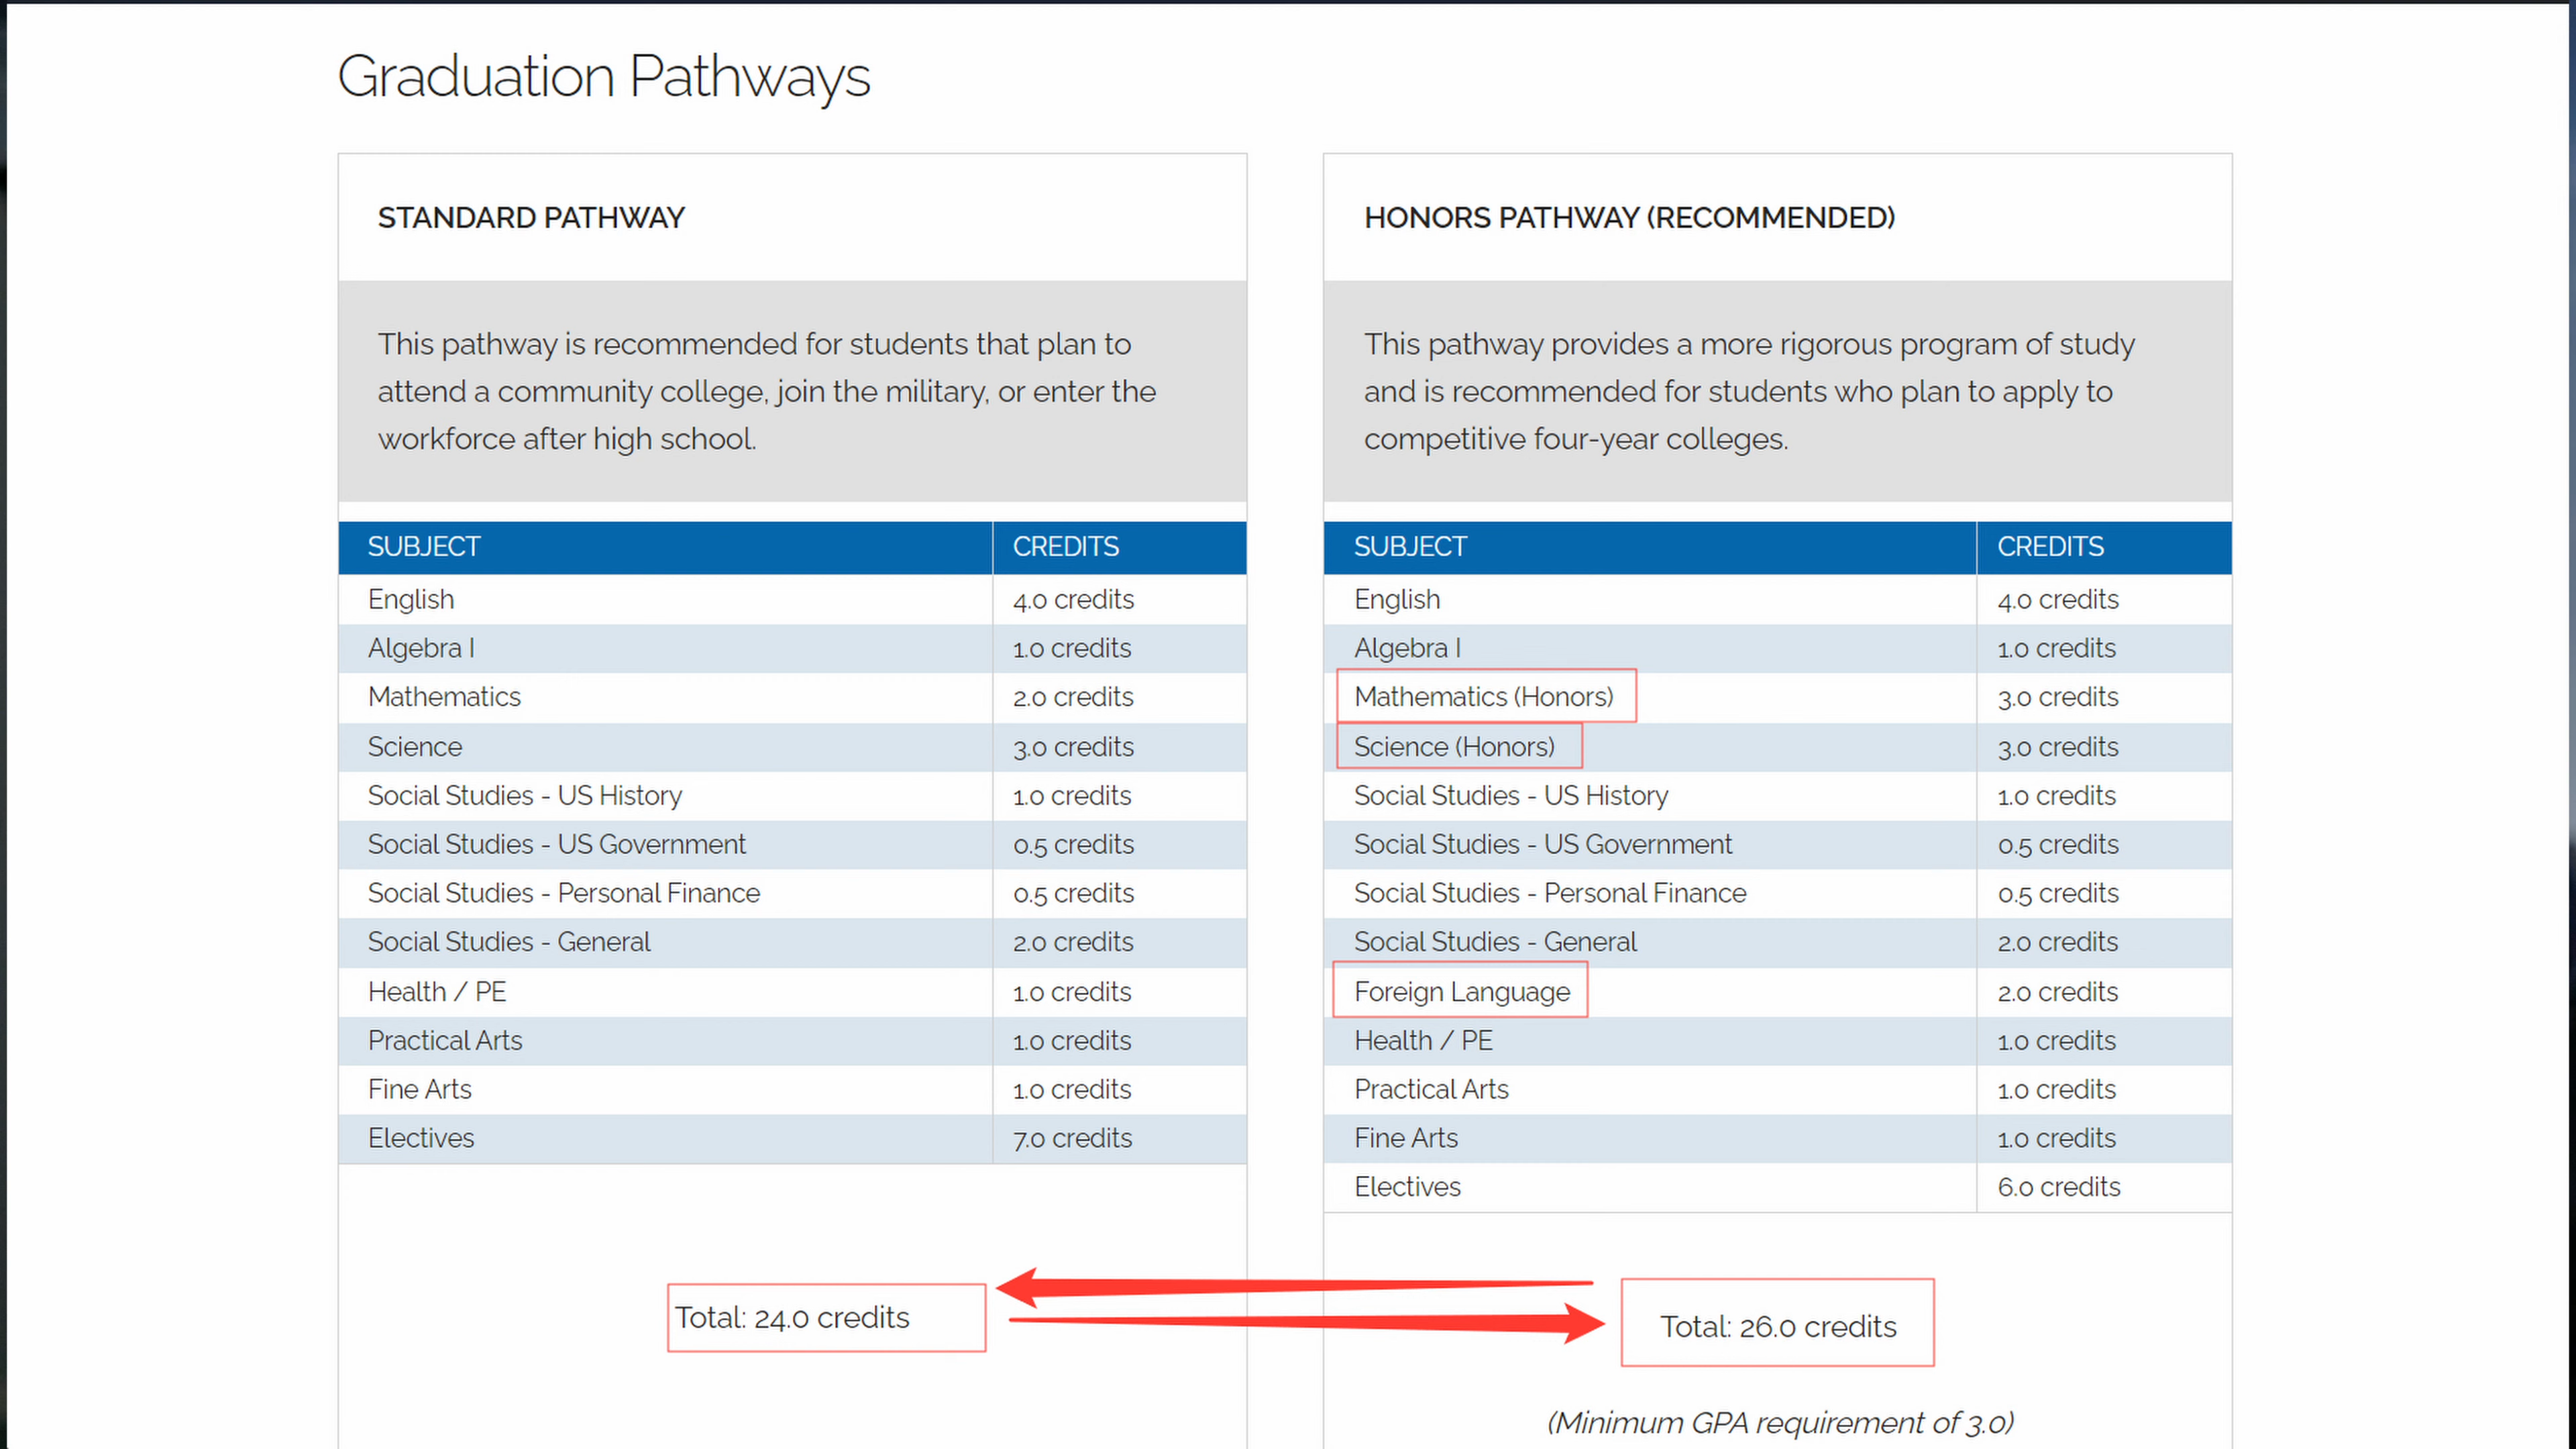 Graduation Pathways
STANDARD PATHWAY
This pathway is recommended for students that plan to
attend a community college, join the military, or enter the
workforce after high school.
SUBJECT CREDITS
English 4.0 credits
Algebra I 1.0 credits
Mathematics 2.0 credits
Science 3.0 credits
Social Studies - US History 1.0 credits
Social Studies - US Government 0.5 credits
Social Studies - Personal Finance 0.5 credits
Social Studies - General 2.0 credits
Health / PE 1.0 credits
Practical Arts 1.0 credits
Fine Arts 1.0 credits
Electives 7.0 credits
Total: 24.0 credits
HONORS PATHWAY (RECOMMENDED)
This pathway provides a more rigorous program of study
and is recommended for students who plan to apply to
competitive four-year colleges.
SUBJECT CREDITS
English 4.0 credits
Algebra I 1.0 credits
Mathematics (Honors) 3.0 credits
Science (Honors) 3.0 credits
Social Studies - US History 1.0 credits
Social Studies - US Government 0.5 credits
Social Studies - Personal Finance 0.5 credits
Social Studies - General 2.0 credits
Foreign Language 2.0 credits
Health / PE 1.0 credits
Practical Arts 1.0 credits
Fine Arts 1.0 credits
Electives 6.0 credits
Total: 26.0 credits
(Minimum GPA requirement of 3.0)